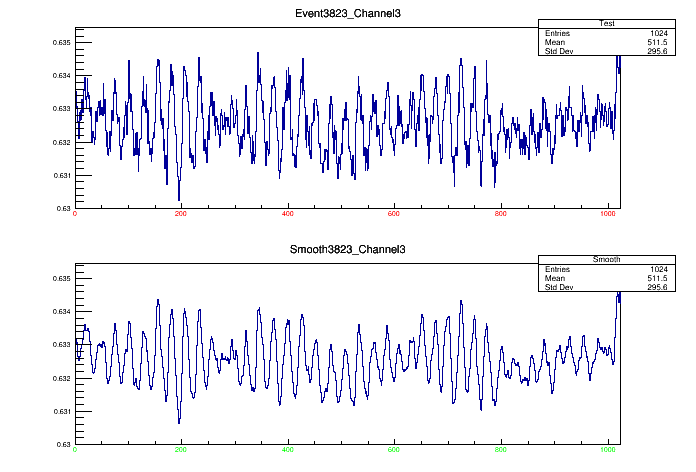 Event3823_Channel3
Test
Entries 1024
Mean 511.5
Std Dev 295.6
0.635
0.634
0.633
0.632
0.631
0.63
0 200 400 600 800 1000
Smooth3823_Channel3
Smooth
Entries 1024
Mean 511.5
Std Dev 295.6
0.635
0.634
0.633
0.632
0.631
0.63
0 200 400 600 800 1000